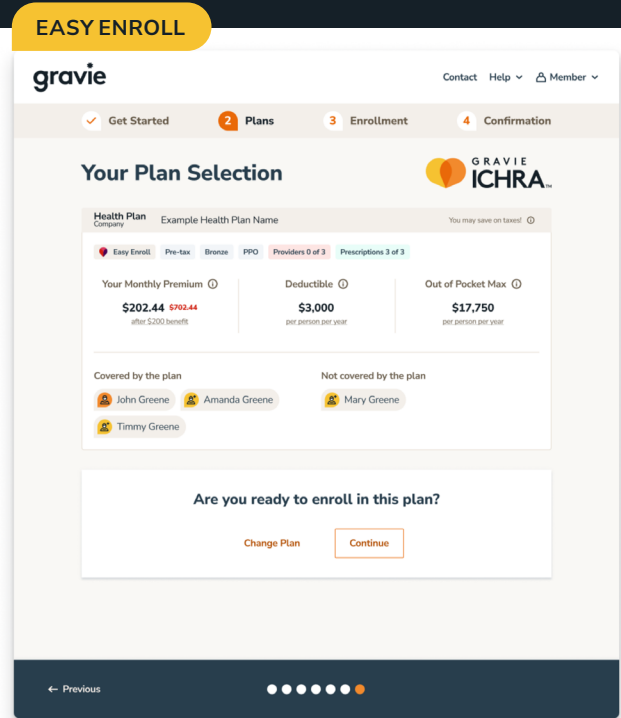 EASY ENROLL
gravie
Contact Help Member
Get Started 2 Plans 3 Enrollment 4 Confirmation
Your Plan Selection
GRAVIE
ICHRA™
Health Plan
Company
Example Health Plan Name
You may save on taxes!
Easy Enroll Pre-tax Bronze PPO Providers 0 of 3 Prescriptions 3 of 3
Your Monthly Premium Deductible Out of Pocket Max
$202.44 $702.44 $3,000 $17,750
after $200 benefit per person per year per person per year
Covered by the plan Not covered by the plan
John Greene Amanda Greene Mary Greene
Timmy Greene
Are you ready to enroll in this plan?
Change Plan Continue
← Previous